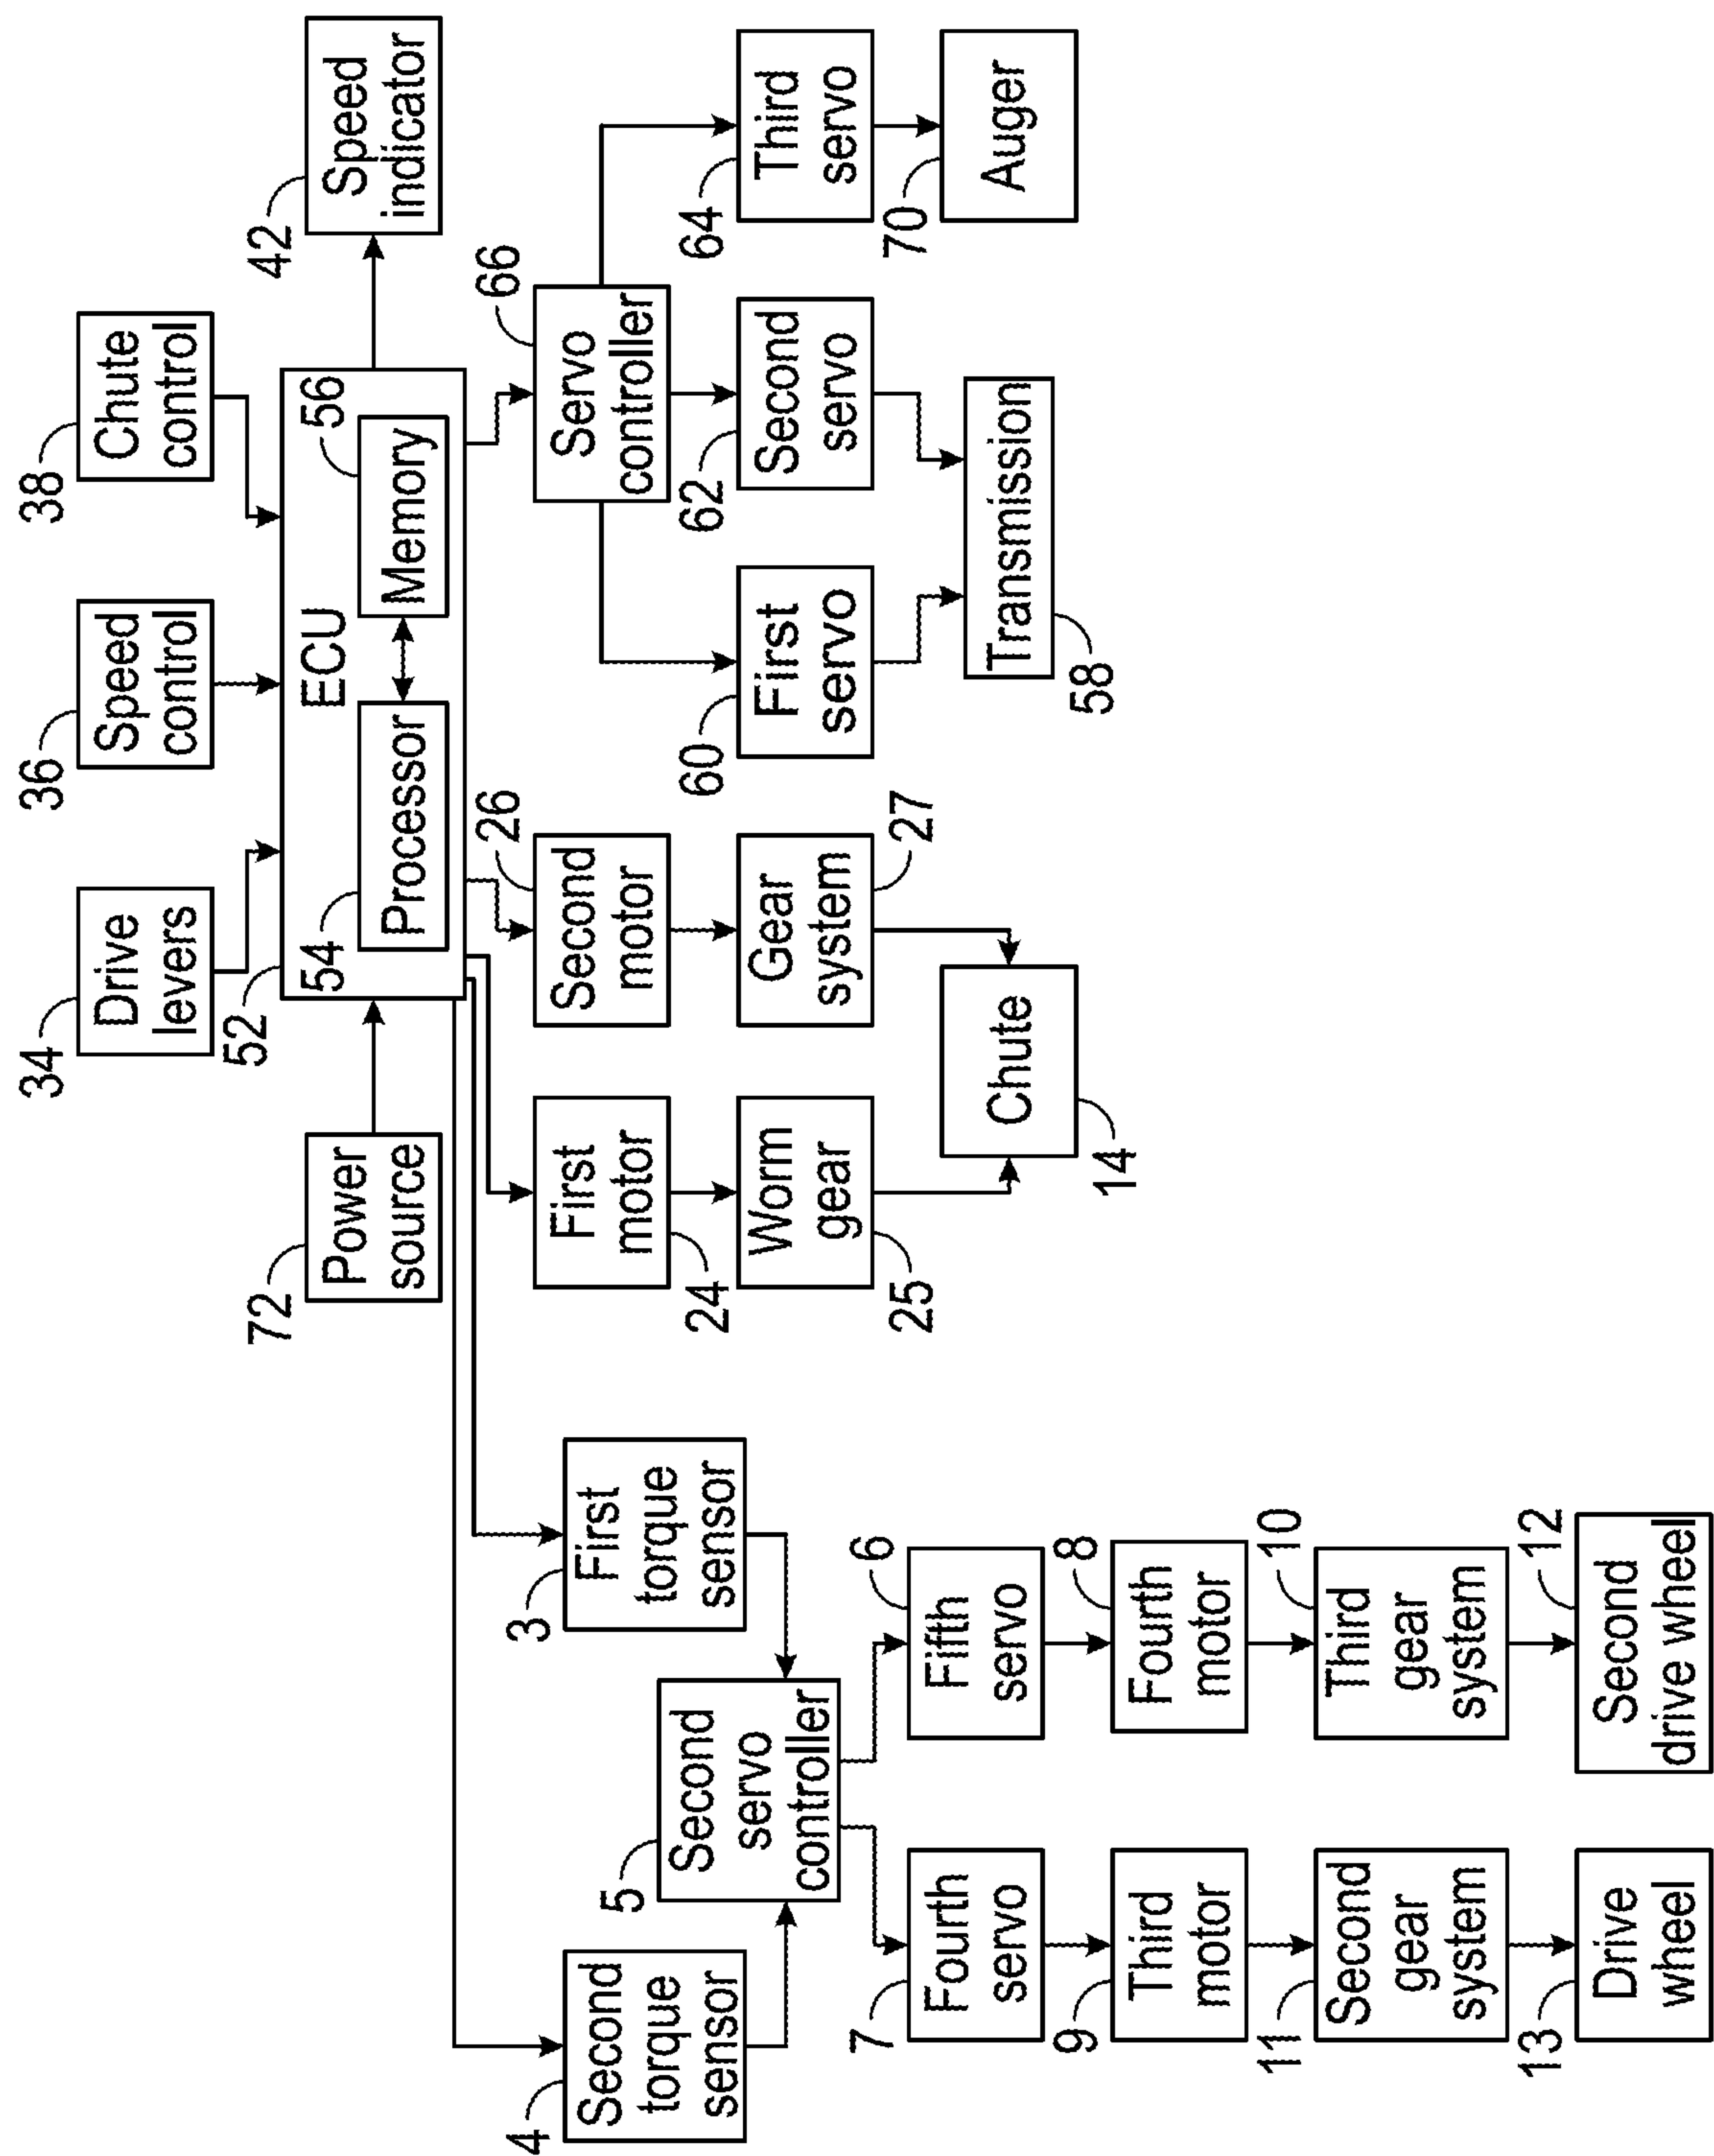 34
Drive
levers
36
Speed
control
38
Chute
control
72
Power
source
52
ECU
54
Processor
56
Memory
42
Speed
indicator
4
Second
torque
sensor
3
First
torque
sensor
24
First
motor
26
Second
motor
66
Servo
controller
5
Second
servo
controller
25
Worm
gear
27
Gear
system
60
First
servo
62
Second
servo
64
Third
servo
7
Fourth
servo
6
Fifth
servo
14
Chute
58
Transmission
70
Auger
9
Third
motor
8
Fourth
motor
11
Second
gear
system
10
Third
gear
system
13
Drive
wheel
12
Second
drive wheel